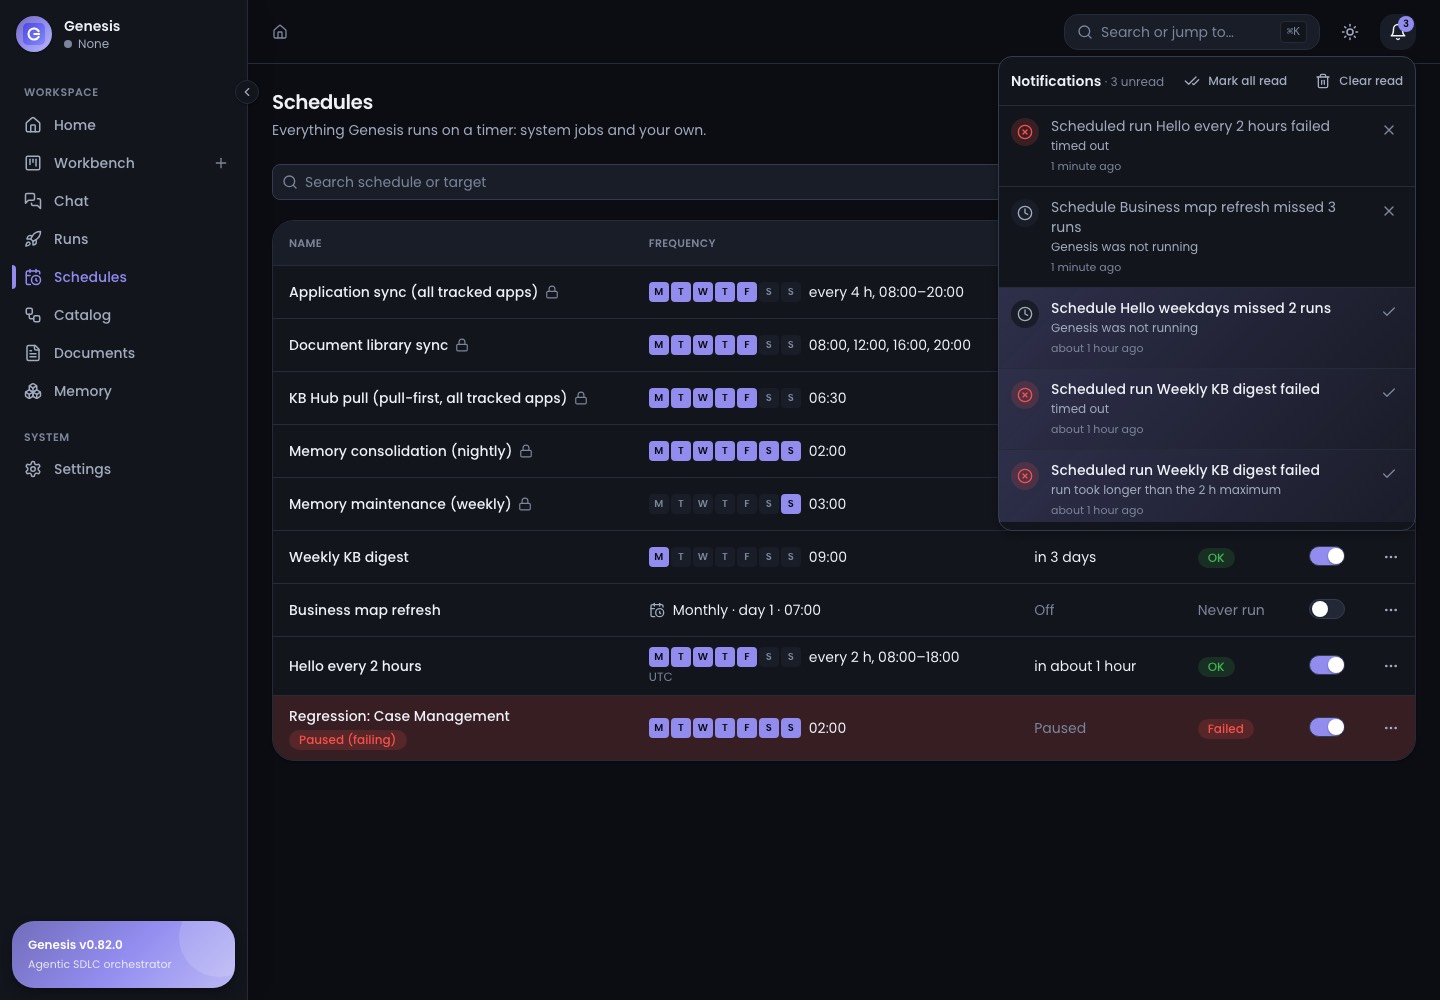 Genesis
None
WORKSPACE
Home
Workbench
Chat
Runs
Schedules
Catalog
Documents
Memory
SYSTEM
Settings
Genesis v0.82.0
Agentic SDLC orchestrator
Search or jump to...
⌘K
3
Schedules
Everything Genesis runs on a timer: system jobs and your own.
Search schedule or target
NAME FREQUENCY
Application sync (all tracked apps) M T W T F S S every 4 h, 08:00–20:00
Document library sync M T W T F S S 08:00, 12:00, 16:00, 20:00
KB Hub pull (pull-first, all tracked apps) M T W T F S S 06:30
Memory consolidation (nightly) M T W T F S S 02:00
Memory maintenance (weekly) M T W T F S S 03:00
Weekly KB digest M T W T F S S 09:00 in 3 days OK
Business map refresh Monthly · day 1 · 07:00 Off Never run
Hello every 2 hours M T W T F S S every 2 h, 08:00–18:00 in about 1 hour OK
UTC
Regression: Case Management M T W T F S S 02:00 Paused Failed
Paused (failing)
Notifications · 3 unread Mark all read Clear read
Scheduled run Hello every 2 hours failed
timed out
1 minute ago
Schedule Business map refresh missed 3
runs
Genesis was not running
1 minute ago
Schedule Hello weekdays missed 2 runs
Genesis was not running
about 1 hour ago
Scheduled run Weekly KB digest failed
timed out
about 1 hour ago
Scheduled run Weekly KB digest failed
run took longer than the 2 h maximum
about 1 hour ago